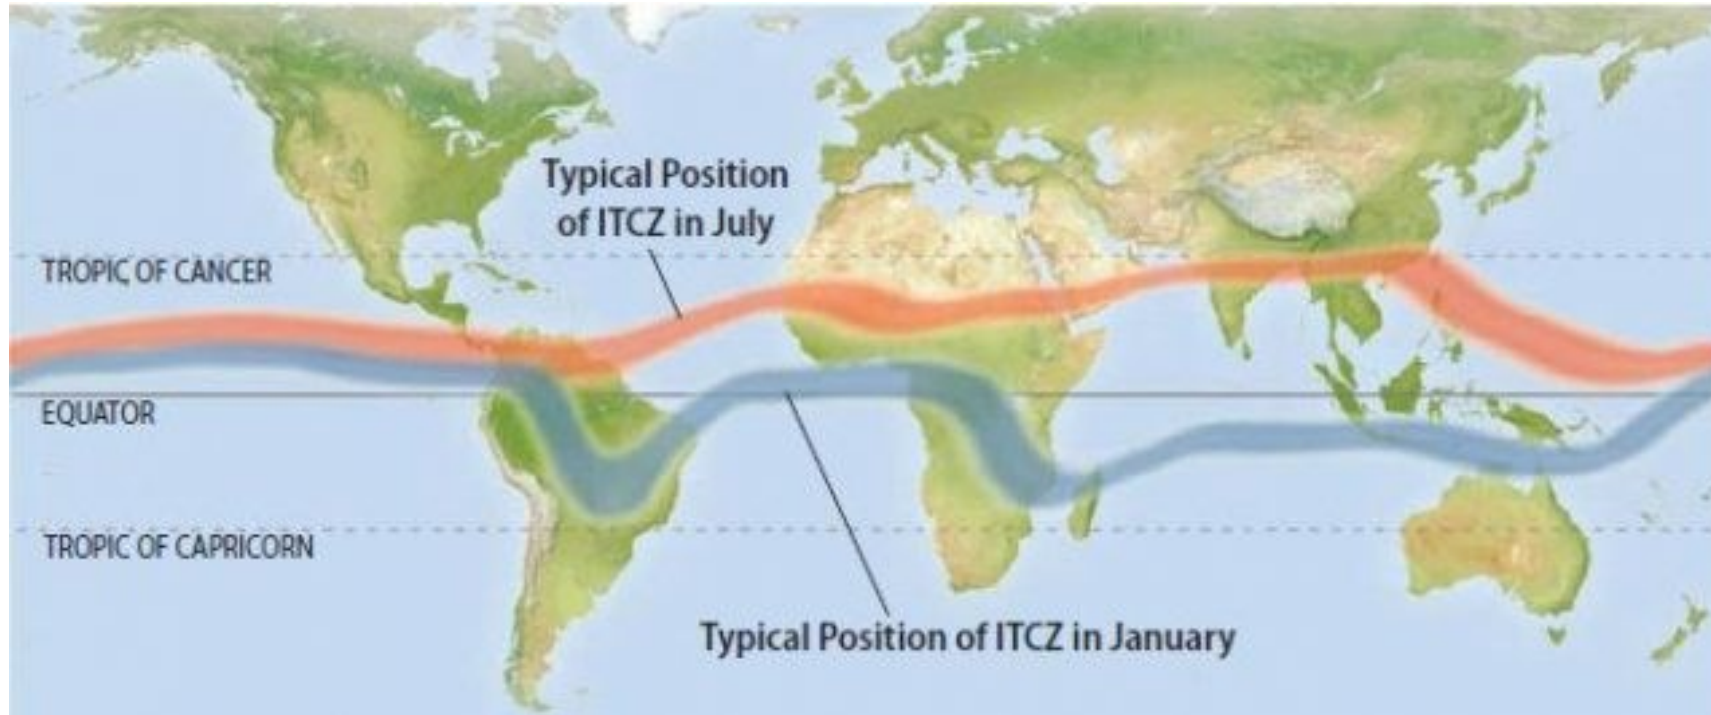 Typical Position
of ITCZ in July
TROPIC OF CANCER
EQUATOR
TROPIC OF CAPRICORN
Typical Position of ITCZ in January